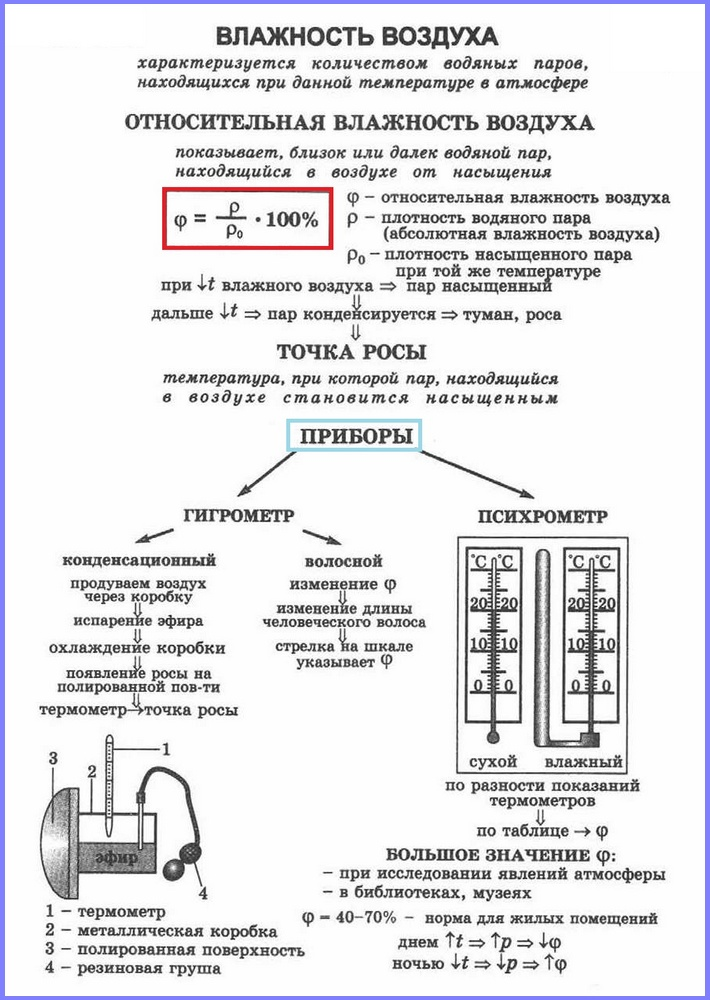 ВЛАЖНОСТЬ ВОЗДУХА
характеризуется количеством водяных паров,
находящихся при данной температуре в атмосфере
ОТНОСИТЕЛЬНАЯ ВЛАЖНОСТЬ ВОЗДУХА
показывает, близок или далек водяной пар,
находящийся в воздухе от насыщения
φ = ρ / ρ₀ · 100%
φ – относительная влажность воздуха
ρ – плотность водяного пара
(абсолютная влажность воздуха)
ρ₀ – плотность насыщенного пара
при той же температуре
при ↓t влажного воздуха ⇒ пар насыщенный
⇓
дальше ↓t ⇒ пар конденсируется ⇒ туман, роса
⇓
ТОЧКА РОСЫ
температура, при которой пар, находящийся
в воздухе становится насыщенным
ПРИБОРЫ
ГИГРОМЕТР
конденсационный
продуваем воздух
через коробку
⇓
испарение эфира
⇓
охлаждение коробки
⇓
появление росы на
полированной пов-ти
⇓
термометр→точка росы
волосной
изменение φ
⇓
изменение длины
человеческого волоса
⇓
стрелка на шкале
указывает φ
ПСИХРОМЕТР
°C °C °C °C
20 20 20 20
10 10 10 10
0 0 0 0
сухой влажный
по разности показаний
термометров
⇓
по таблице → φ
1
2
3
эфир
4
1 – термометр
2 – металлическая коробка
3 – полированная поверхность
4 – резиновая груша
БОЛЬШОЕ ЗНАЧЕНИЕ φ:
– при исследовании явлений атмосферы
– в библиотеках, музеях
φ = 40–70% – норма для жилых помещений
днем ↑t ⇒ ↑p ⇒ ↓φ
ночью ↓t ⇒ ↓p ⇒ ↑φ